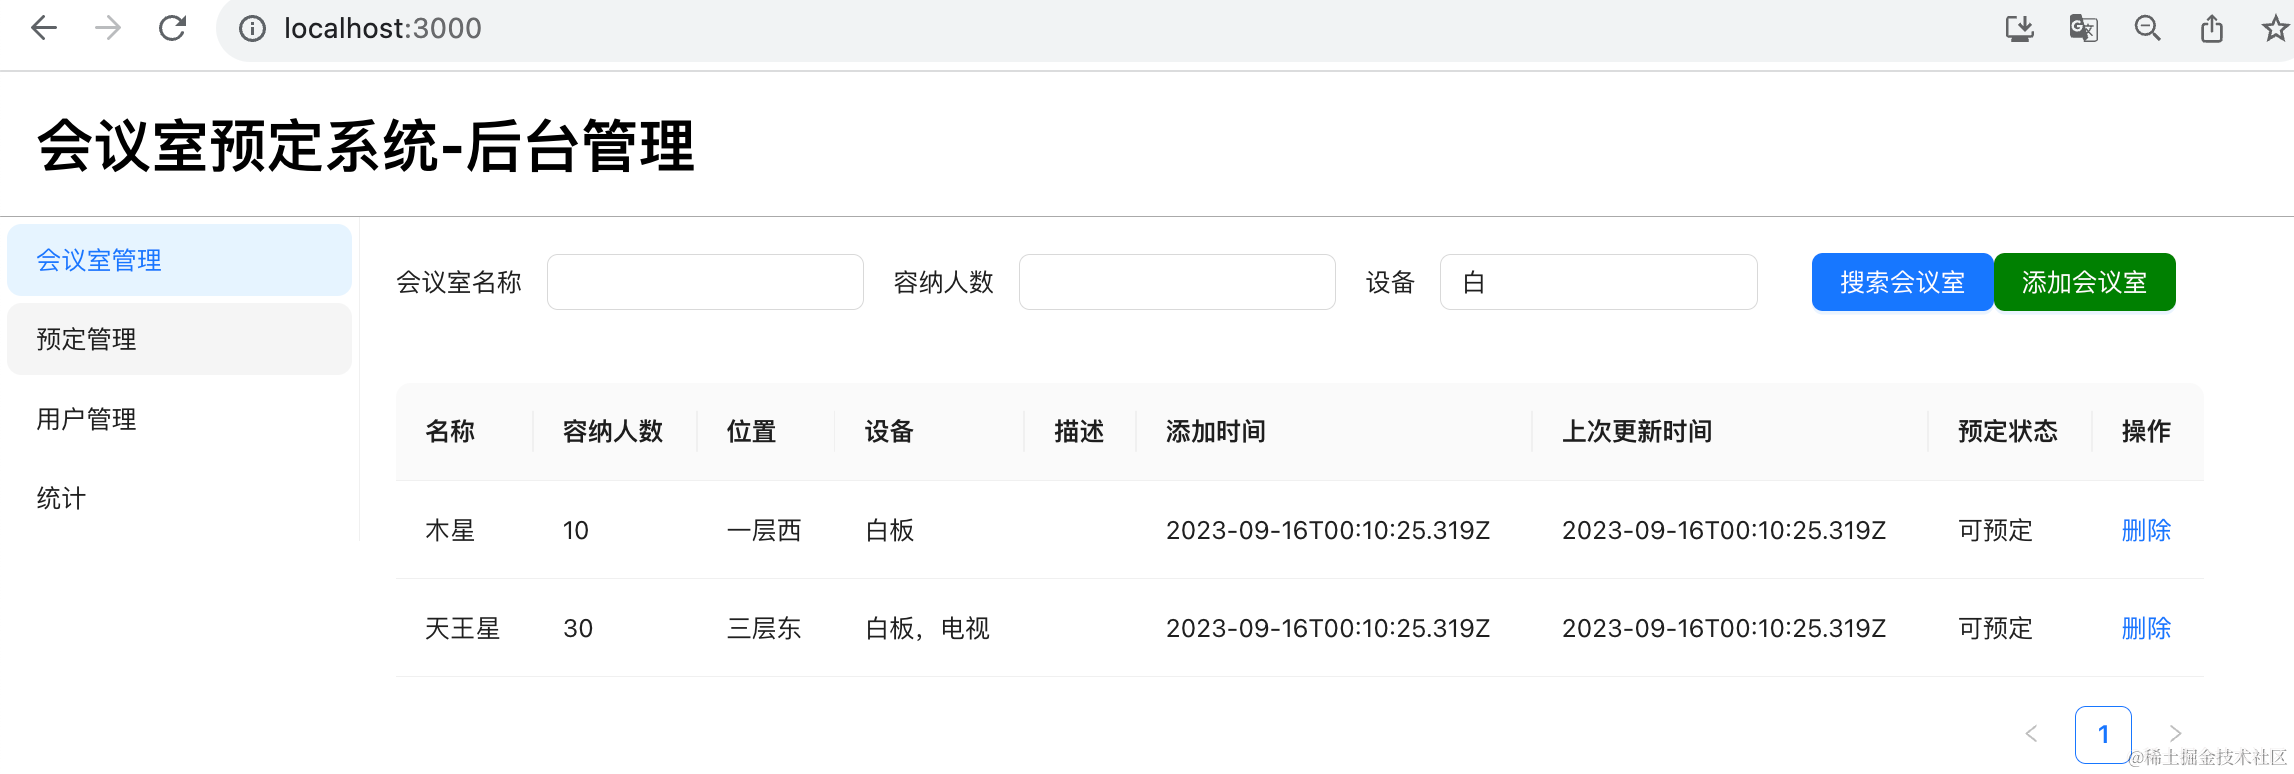 localhost:3000
会议室预定系统-后台管理
会议室管理
预定管理
用户管理
统计
会议室名称 容纳人数 设备 白 搜索会议室 添加会议室
名称 容纳人数 位置 设备 描述 添加时间 上次更新时间 预定状态 操作
木星 10 一层西 白板 2023-09-16T00:10:25.319Z 2023-09-16T00:10:25.319Z 可预定 删除
天王星 30 三层东 白板，电视 2023-09-16T00:10:25.319Z 2023-09-16T00:10:25.319Z 可预定 删除
< 1 >
@稀土掘金技术社区